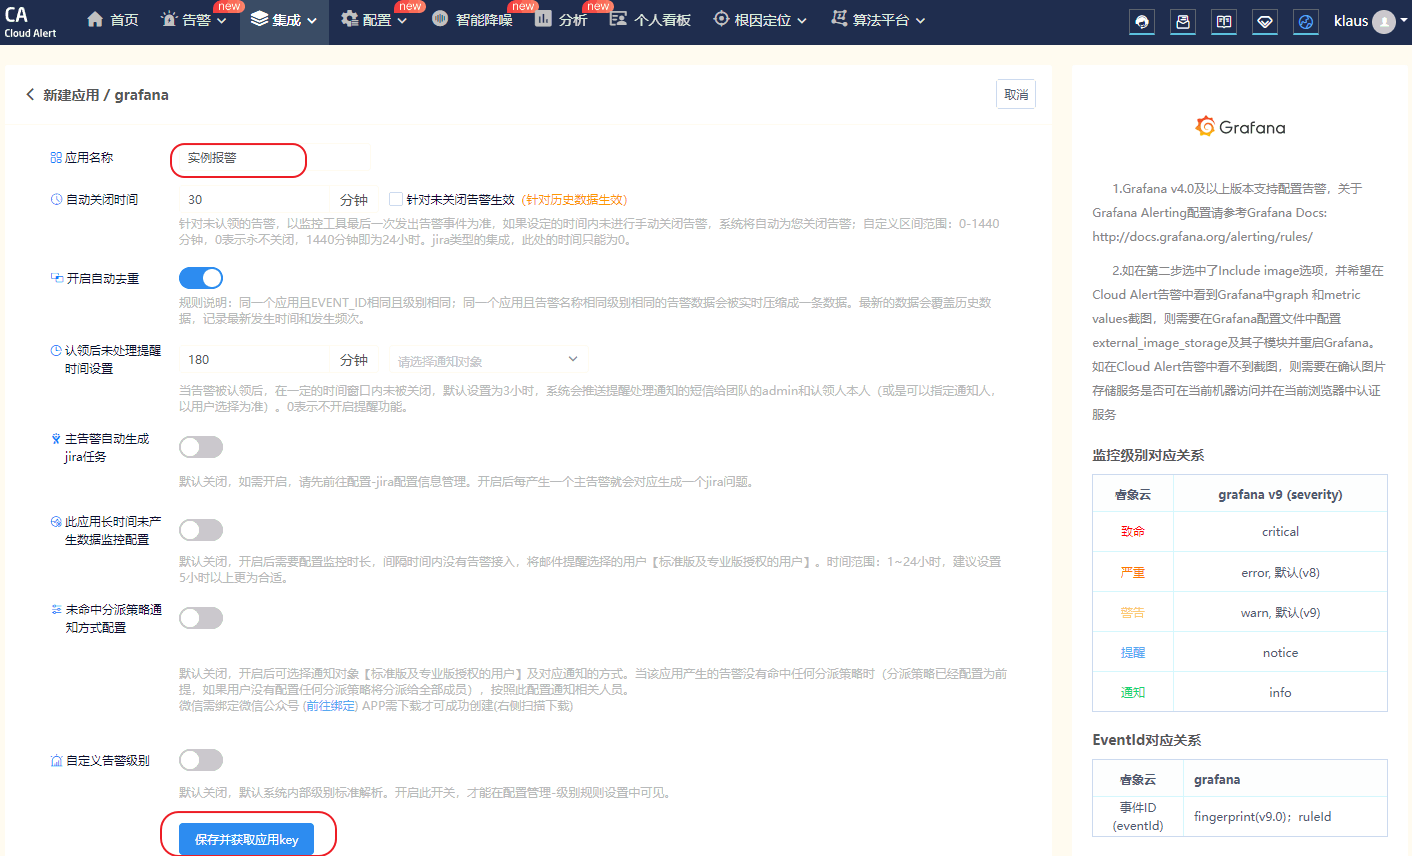 CA
Cloud Alert
首页
告警
new
集成
配置
new
智能降噪
new
分析
new
个人看板
根因定位
算法平台
klaus
新建应用 / grafana
取消
应用名称
实例报警
自动关闭时间
30
分钟
针对未关闭告警生效 (针对历史数据生效)
针对未认领的告警，以监控工具最后一次发出告警事件为准，如果设定的时间内未进行手动关闭告警，系统将自动为您关闭告警；自定义区间范围：0-1440
分钟，0表示永不关闭，1440分钟即为24小时。jira类型的集成，此处的时间只能为0。
开启自动去重
规则说明：同一个应用且EVENT_ID相同且级别相同；同一个应用且告警名称相同级别相同的告警数据会被实时压缩成一条数据。最新的数据会覆盖历史数
据，记录最新发生时间和发生频次。
认领后未处理提醒
时间设置
180
分钟
请选择通知对象
当告警被认领后，在一定的时间窗口内未被关闭，默认设置为3小时，系统会推送提醒处理通知的短信给团队的admin和认领人本人（或是可以指定通知人，
以用户选择为准）。0表示不开启提醒功能。
主告警自动生成
jira任务
默认关闭，如需开启，请先前往配置-jira配置信息管理。开启后每产生一个主告警就会对应生成一个jira问题。
此应用长时间未产
生数据监控配置
默认关闭，开启后需要配置监控时长，间隔时间内没有告警接入，将邮件提醒选择的用户【标准版及专业版授权的用户】。时间范围：1~24小时，建议设置
5小时以上更为合适。
未命中分派策略通
知方式配置
默认关闭，开启后可选择通知对象【标准版及专业版授权的用户】及对应通知的方式。当该应用产生的告警没有命中任何分派策略时（分派策略已经配置为前
提，如果用户没有配置任何分派策略将分派给全部成员），按照此配置通知相关人员。
微信需绑定微信公众号 (前往绑定) APP需下载才可成功创建(右侧扫描下载)
自定义告警级别
默认关闭，默认系统内部级别标准解析。开启此开关，才能在配置管理-级别规则设置中可见。
保存并获取应用key
Grafana
1.Grafana v4.0及以上版本支持配置告警，关于
Grafana Alerting配置请参考Grafana Docs:
http://docs.grafana.org/alerting/rules/
2.如在第二步选中了Include image选项，并希望在
Cloud Alert告警中看到Grafana中graph 和metric
values截图，则需要在Grafana配置文件中配置
external_image_storage及其子模块并重启Grafana。
如在Cloud Alert告警中看不到截图，则需要在确认图片
存储服务是否可在当前机器访问并在当前浏览器中认证
服务
监控级别对应关系
睿象云 grafana v9 (severity)
致命 critical
严重 error, 默认(v8)
警告 warn, 默认(v9)
提醒 notice
通知 info
EventId对应关系
睿象云 grafana
事件ID
(eventId)
fingerprint(v9.0)；ruleId